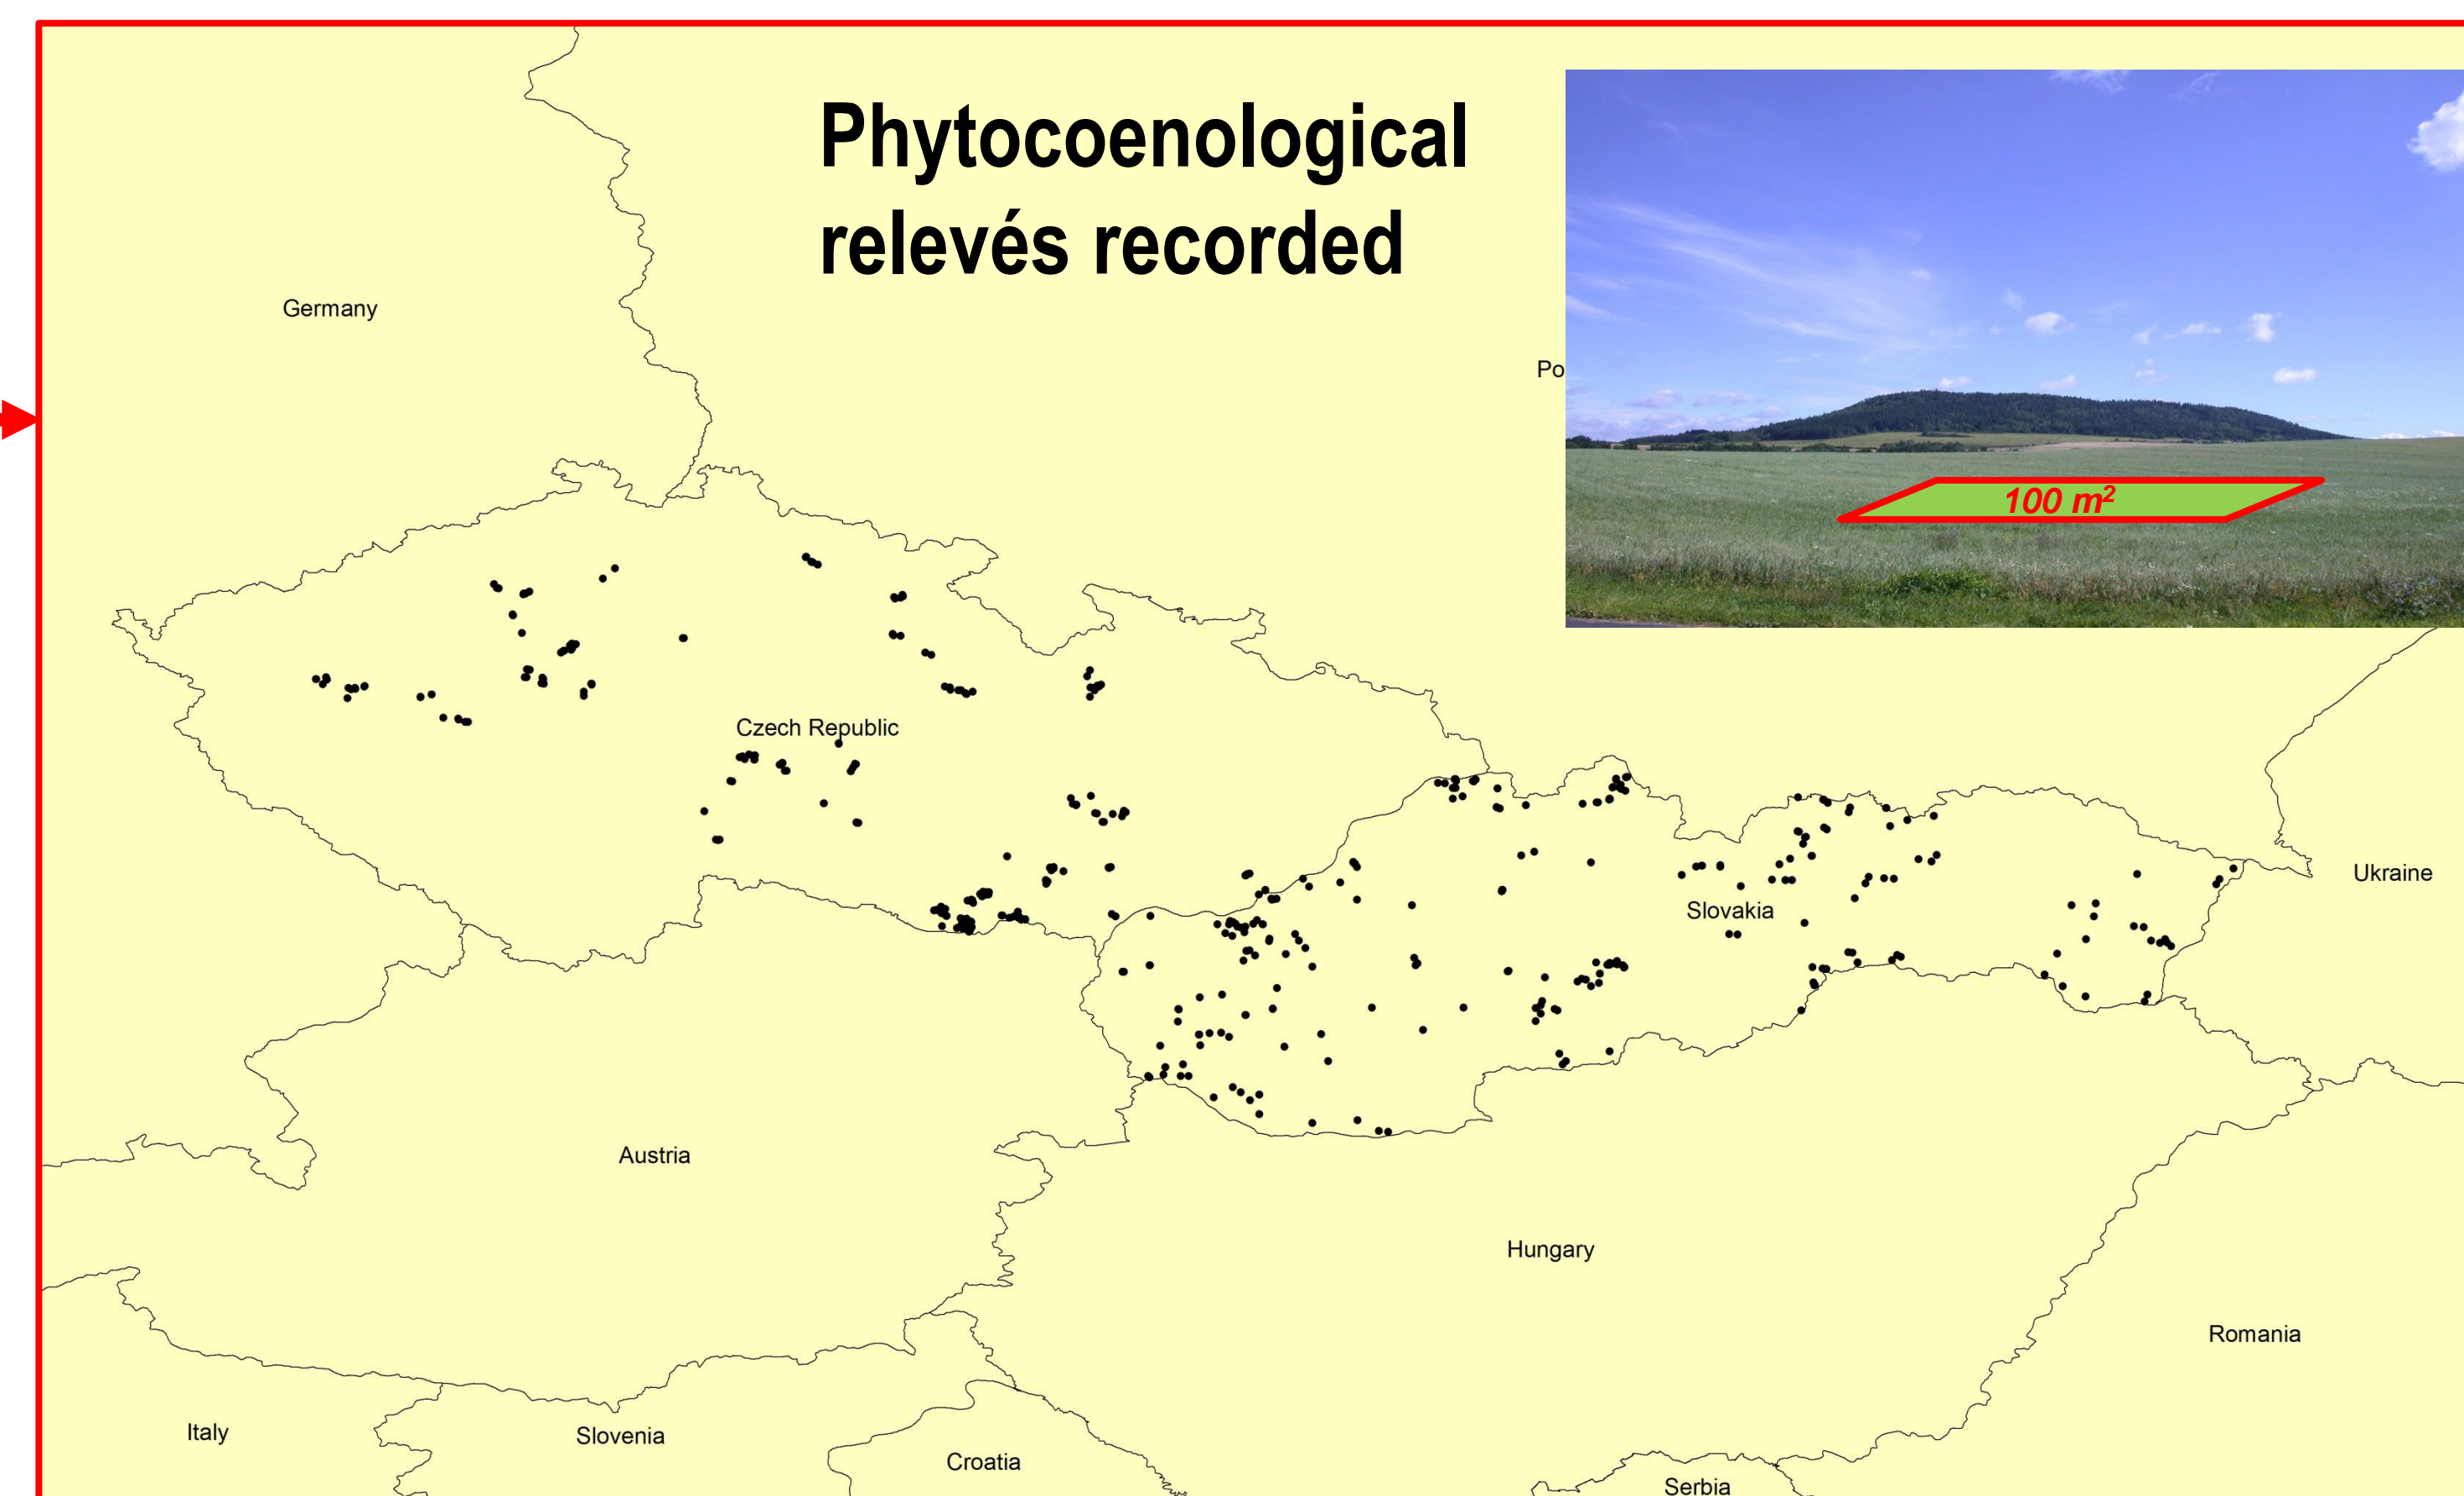 Phytocoenological
relevés recorded
Germany
Po
100 m²
Czech Republic
Ukraine
Slovakia
Austria
Hungary
Romania
Italy
Slovenia
Croatia
Serbia